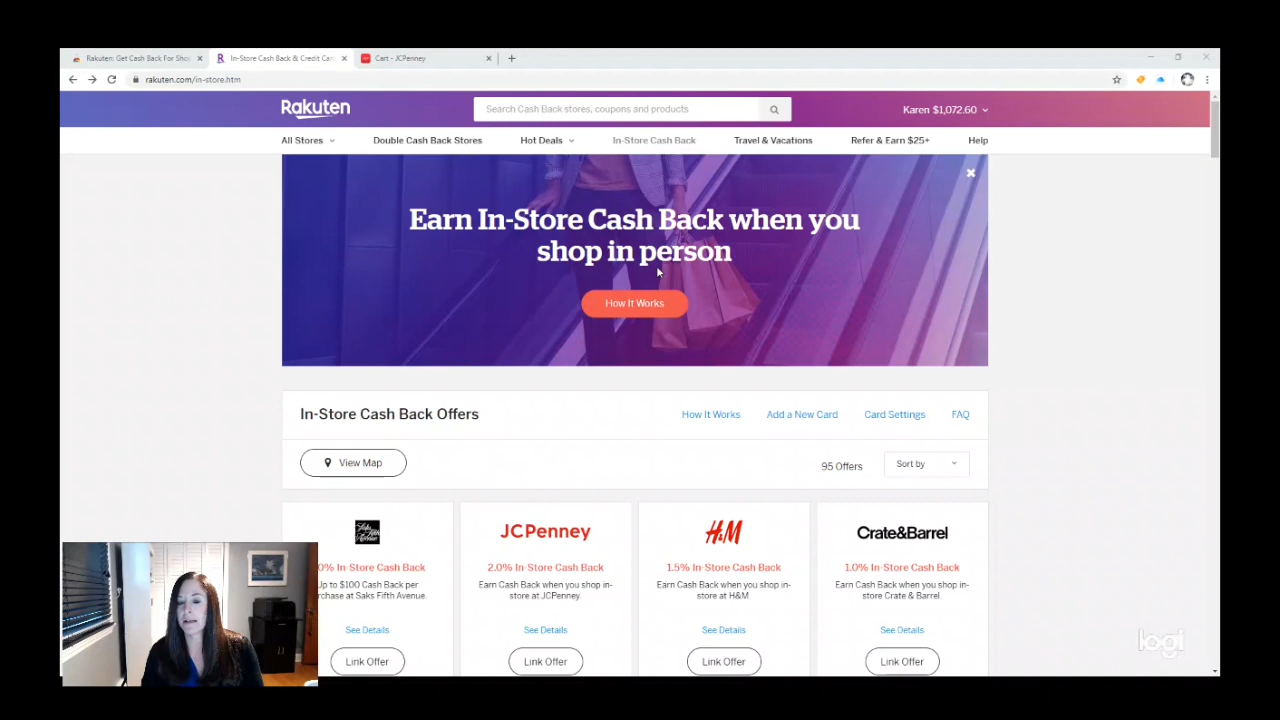 Rakuten: Get Cash Back For Sho
In-Store Cash Back & Credit Car
Cart - JCPenney
rakuten.com/in-store.htm
Rakuten
Search Cash Back stores, coupons and products
Karen $1,072.60
All Stores
Double Cash Back Stores
Hot Deals
In-Store Cash Back
Travel & Vacations
Refer & Earn $25+
Help
Earn In-Store Cash Back when you
shop in person
How It Works
In-Store Cash Back Offers
How It Works
Add a New Card
Card Settings
FAQ
View Map
95 Offers
Sort by
Saks Fifth Avenue
0% In-Store Cash Back
Up to $100 Cash Back per
rchase at Saks Fifth Avenue.
See Details
Link Offer
JCPenney
2.0% In-Store Cash Back
Earn Cash Back when you shop in-
store at JCPenney.
See Details
Link Offer
H&M
1.5% In-Store Cash Back
Earn Cash Back when you shop in-
store at H&M
See Details
Link Offer
Crate&Barrel
1.0% In-Store Cash Back
Earn Cash Back when you shop in-
store Crate & Barrel.
See Details
Link Offer
logi